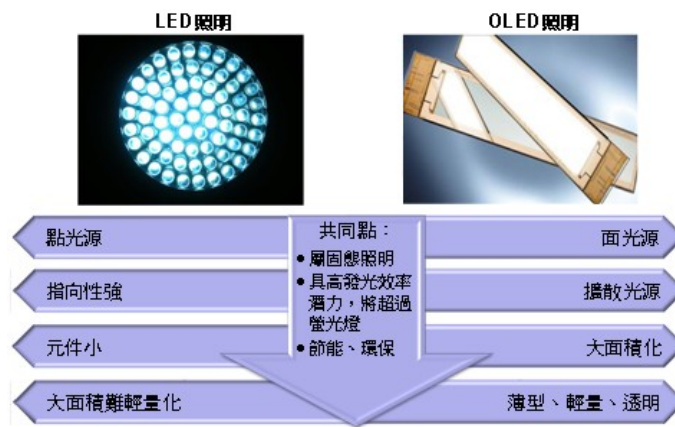 LED照明
OLED照明
點光源
指向性強
元件小
大面積難輕量化
共同點：
•屬固態照明
•具高發光效率
潛力，將超過
螢光燈
•節能、環保
面光源
擴散光源
大面積化
薄型、輕量、透明